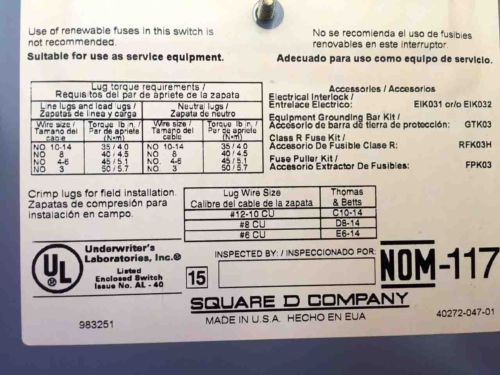 Use of renewable fuses in this switch is
not recommended.
Suitable for use as service equipment.
No se recomienda el uso de fusibles
renovables en este interruptor.
Adecuado para uso como equipo de servicio.
Lug torque requirements /
Requisitos del par de apriete de la zapata
Line lugs and load lugs /
Zapatas de linea y carga
Neutral lugs /
Zapata de neutro
Wire size /
Tamano del
cable
Torque lb in. /
Par de apriete
(N•m)
Wire size /
Tamano del
cable
Torque lb in. /
Par de apriete
(N•m)
NO 10-14 35 / 4.0 NO 10-14 35 / 4.0
NO 8 40 / 4.5 NO 8 40 / 4.5
NO 4-6 45 / 5.1 NO 4-6 45 / 5.1
NO 3 50 / 5.7 NO 3 50 / 5.7
Accessories / Accesorios
Electrical Interlock /
Entrelace Electrico: EIK031 or/o EIK032
Equipment Grounding Bar Kit /
Accesorio de barra de tierra de protección: GTK03
Class R Fuse Kit /
Accesorio De Fusible Clase R: RFK03H
Fuse Puller Kit /
Accesorio Extractor De Fusibles: FPK03
Crimp lugs for field installation.
Zapatas de compresión para
instalación en campo.
Lug Wire Size
Calibre del cable de la zapata
Thomas
& Betts
#12-10 CU C10-14
#8 CU D8-14
#6 CU E6-14
UL
Underwriter's
Laboratories, Inc.®
Listed
Enclosed Switch
Issue No. AL - 40
INSPECTED BY: / INSPECCIONADO POR:
15
NOM-117
SQUARE D COMPANY
MADE IN U.S.A. HECHO EN EUA
983251
40272-047-01